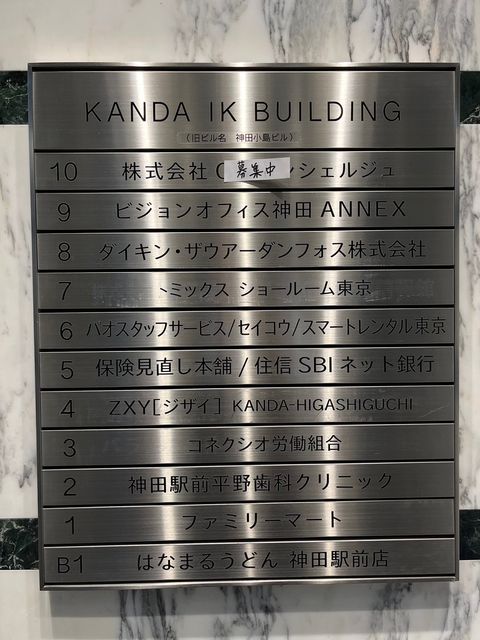 KANDA IK BUILDING
(旧ビル名 神田小島ビル)
10 株式会社 C 募集中 ンシェルジュ
9 ビジョンオフィス神田 ANNEX
8 ダイキン・ザウアーダンフォス株式会社
7 トミックス ショールーム東京
6 パオスタッフサービス/セイコウ/スマートレンタル東京
5 保険見直し本舗 / 住信 SBI ネット銀行
4 ZXY[ジザイ] KANDA-HIGASHIGUCHI
3 コネクシオ労働組合
2 神田駅前平野歯科クリニック
1 ファミリーマート
B1 はなまるうどん 神田駅前店